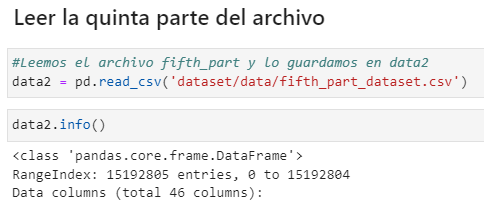 Leer la quinta parte del archivo
#Leemos el archivo fifth_part y lo guardamos en data2
data2 = pd.read_csv('dataset/data/fifth_part_dataset.csv')
data2.info()
<class 'pandas.core.frame.DataFrame'>
RangeIndex: 15192805 entries, 0 to 15192804
Data columns (total 46 columns):